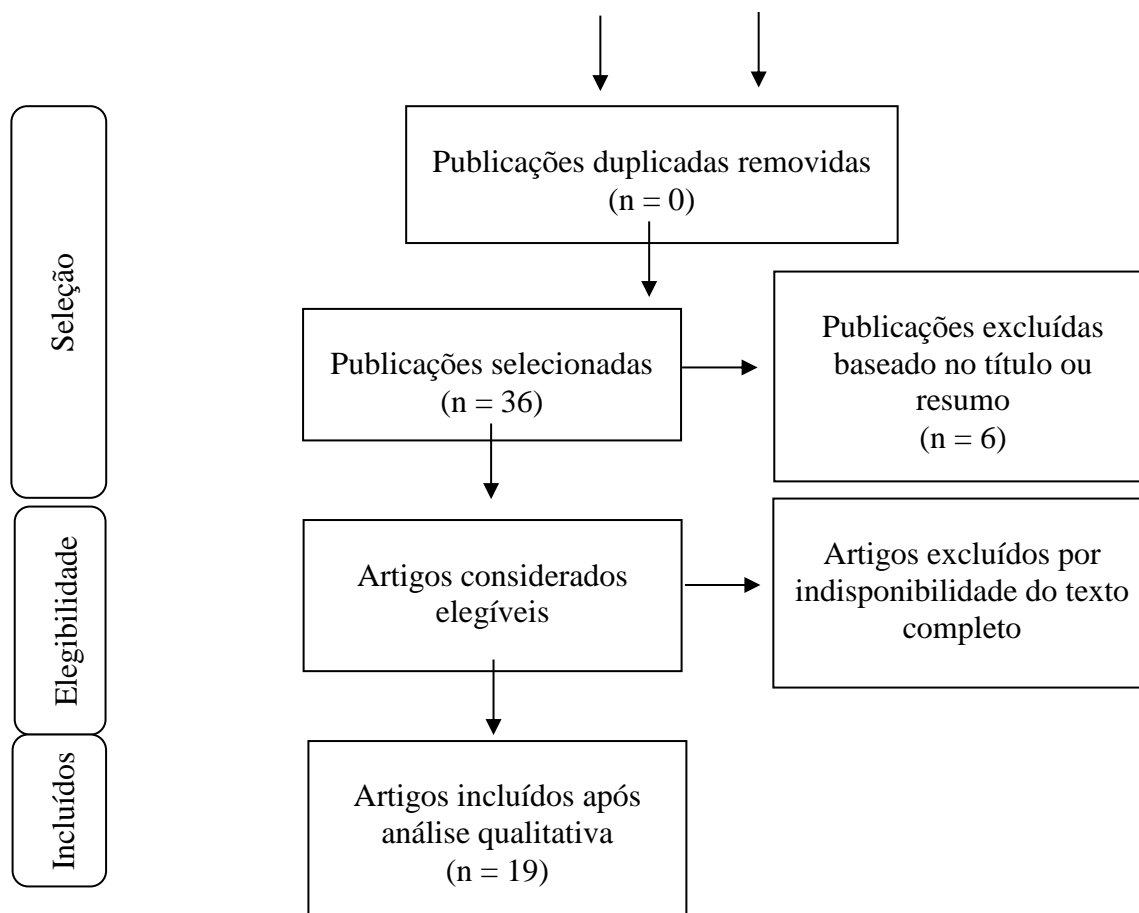 Seleção
Publicações duplicadas removidas
(n = 0)
Publicações selecionadas
(n = 36)
Publicações excluídas
baseado no título ou
resumo
(n = 6)
Elegibilidade
Artigos considerados
elegíveis
Artigos excluídos por
indisponibilidade do texto
completo
Incluídos
Artigos incluídos após
análise qualitativa
(n = 19)